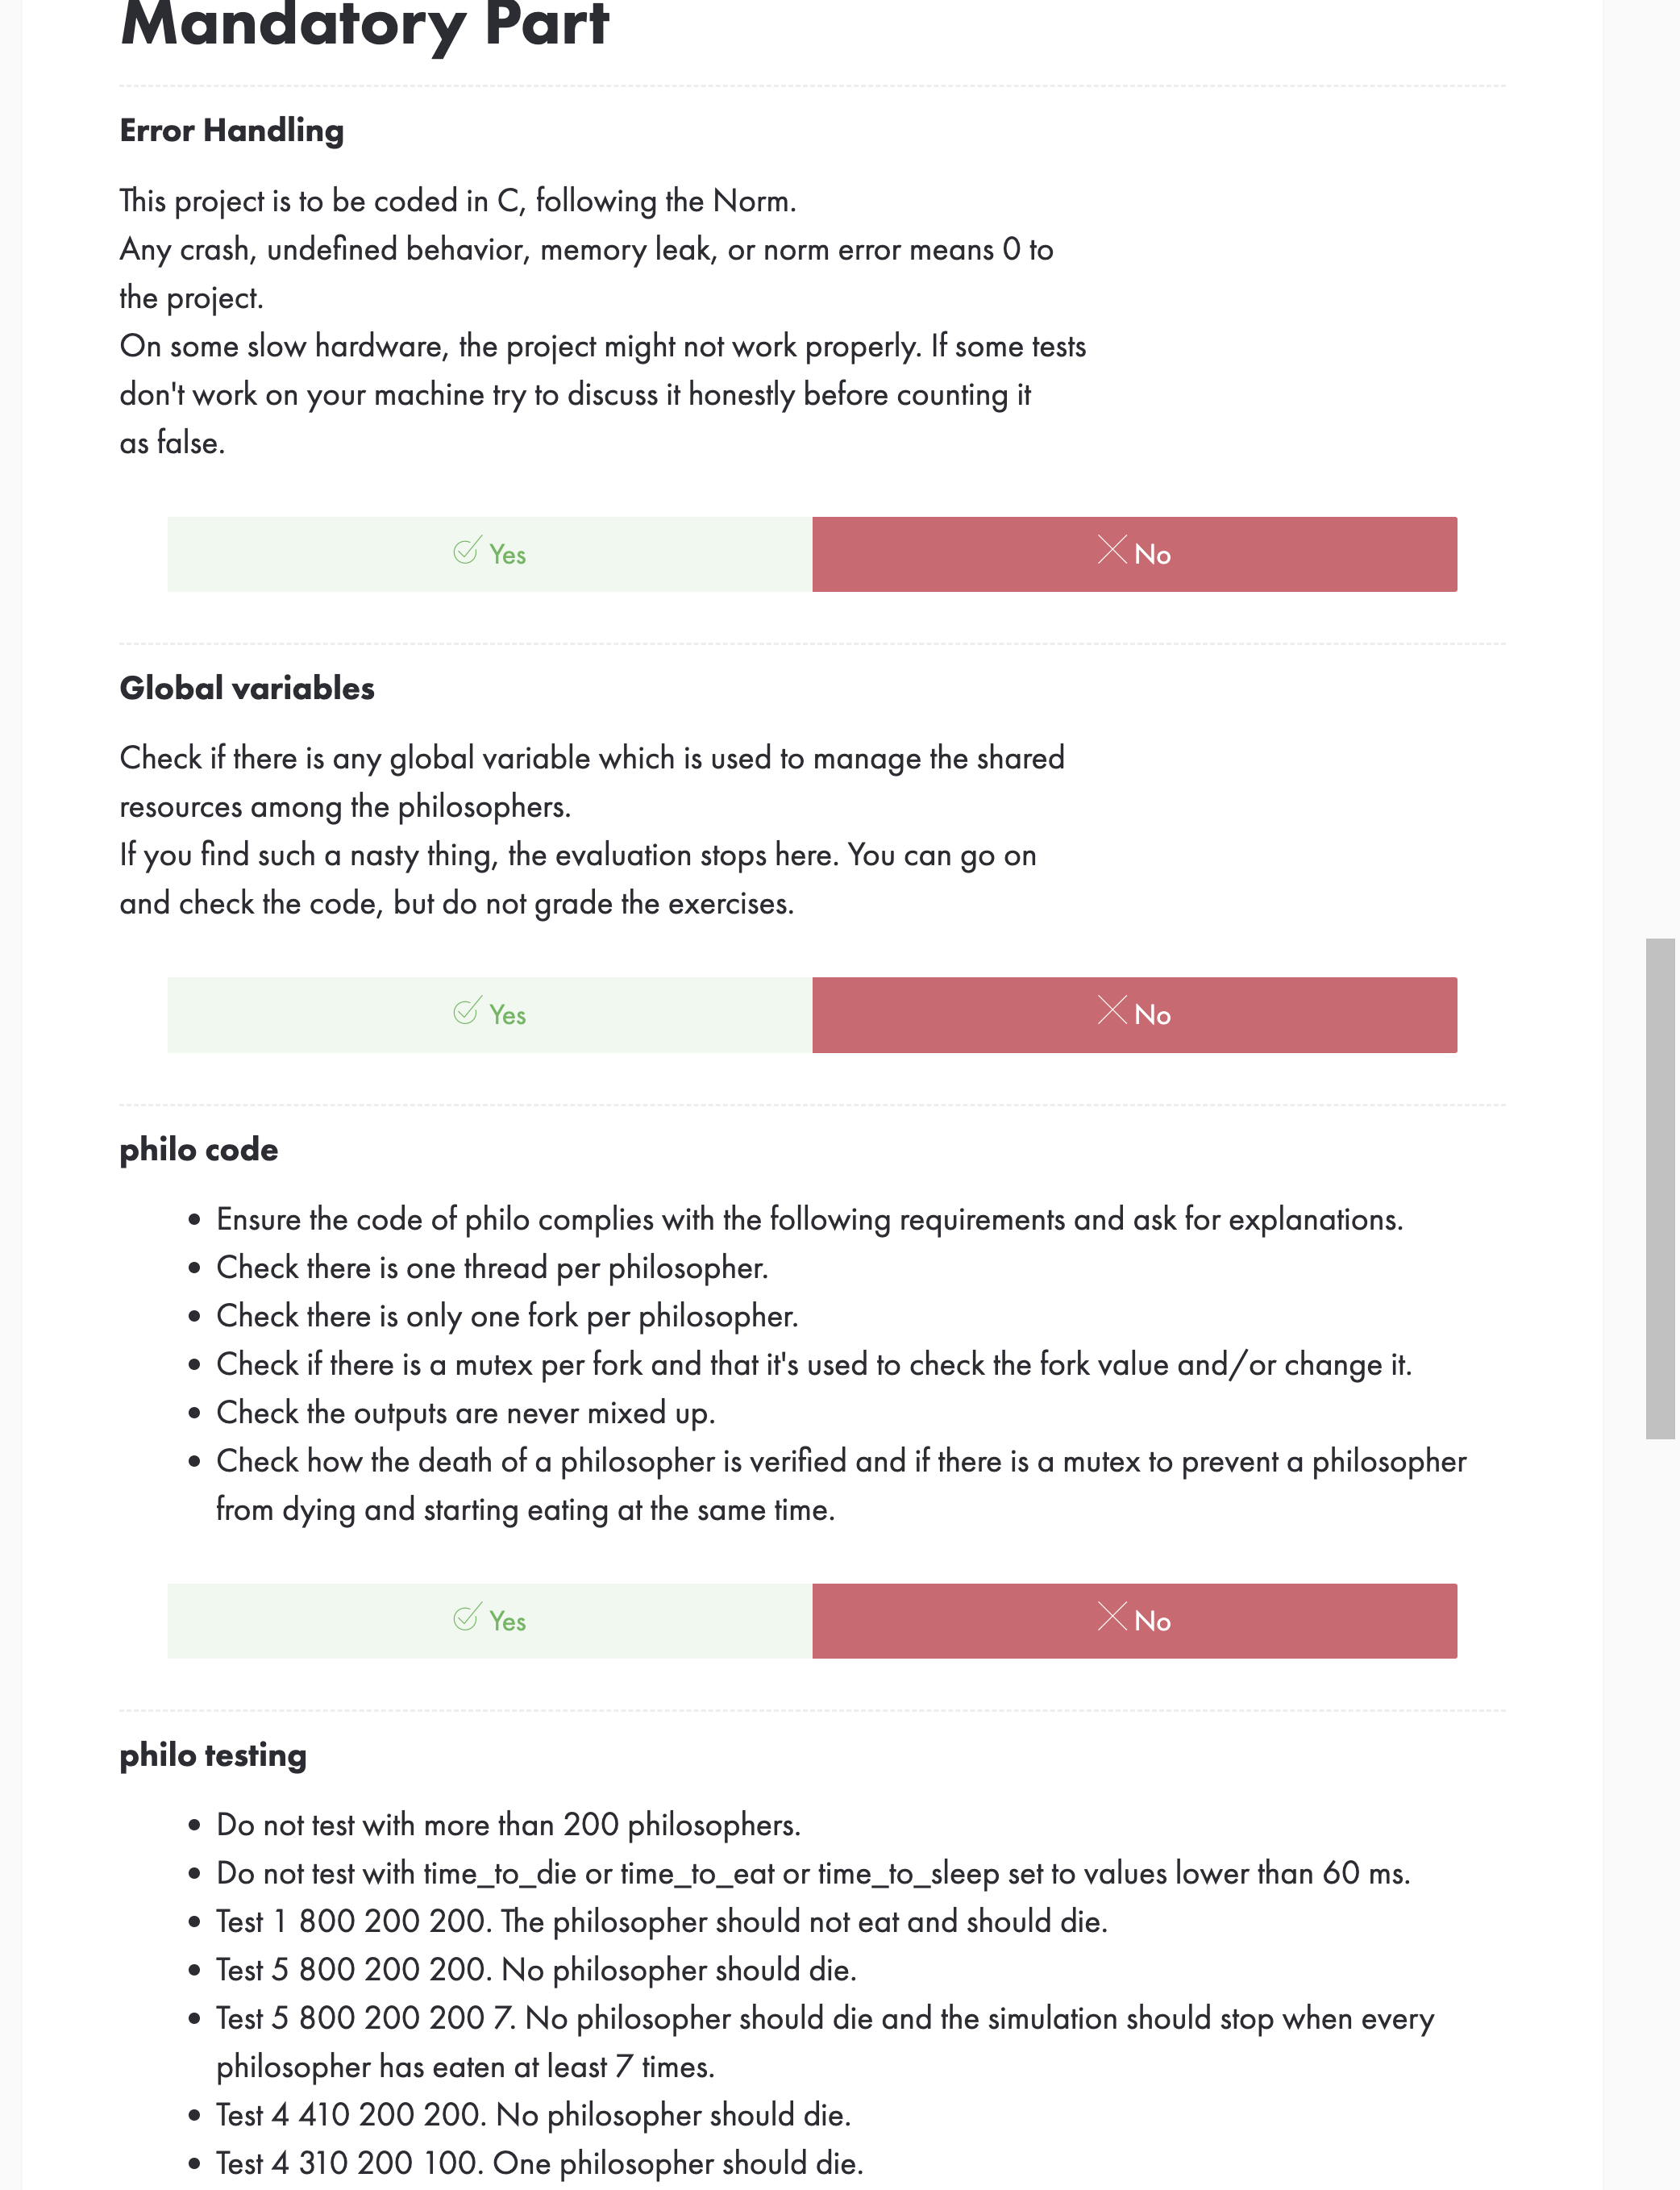 Mandatory Part
Error Handling
This project is to be coded in C, following the Norm.
Any crash, undefined behavior, memory leak, or norm error means 0 to
the project.
On some slow hardware, the project might not work properly. If some tests
don't work on your machine try to discuss it honestly before counting it
as false.
Yes
No
Global variables
Check if there is any global variable which is used to manage the shared
resources among the philosophers.
If you find such a nasty thing, the evaluation stops here. You can go on
and check the code, but do not grade the exercises.
Yes
No
philo code
Ensure the code of philo complies with the following requirements and ask for explanations.
Check there is one thread per philosopher.
Check there is only one fork per philosopher.
Check if there is a mutex per fork and that it's used to check the fork value and/or change it.
Check the outputs are never mixed up.
Check how the death of a philosopher is verified and if there is a mutex to prevent a philosopher
from dying and starting eating at the same time.
Yes
No
philo testing
Do not test with more than 200 philosophers.
Do not test with time_to_die or time_to_eat or time_to_sleep set to values lower than 60 ms.
Test 1 800 200 200. The philosopher should not eat and should die.
Test 5 800 200 200. No philosopher should die.
Test 5 800 200 200 7. No philosopher should die and the simulation should stop when every
philosopher has eaten at least 7 times.
Test 4 410 200 200. No philosopher should die.
Test 4 310 200 100. One philosopher should die.